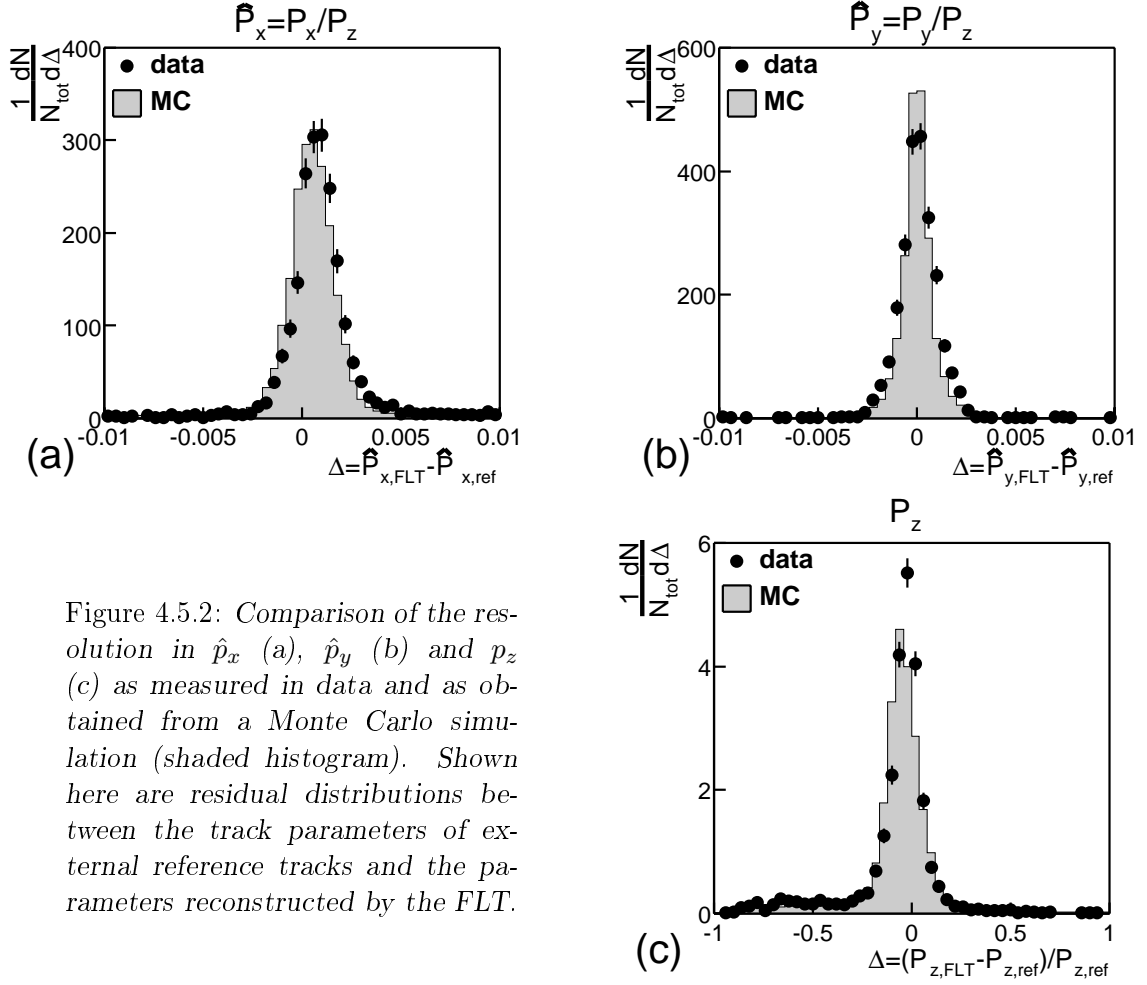 P̂x=Px/Pz
1 dN
Ntot dΔ
400
300
200
100
0
data
MC
-0.01 -0.005 0 0.005 0.01
(a)
Δ=P̂x,FLT-P̂x,ref
P̂y=Py/Pz
1 dN
Ntot dΔ
600
400
200
0
data
MC
-0.01 -0.005 0 0.005 0.01
(b)
Δ=P̂y,FLT-P̂y,ref
Pz
1 dN
Ntot dΔ
6
4
2
0
data
MC
-1 -0.5 0 0.5 1
(c)
Δ=(Pz,FLT-Pz,ref)/Pz,ref
Figure 4.5.2: Comparison of the res-
olution in p̂x (a), p̂y (b) and pz
(c) as measured in data and as ob-
tained from a Monte Carlo simu-
lation (shaded histogram). Shown
here are residual distributions be-
tween the track parameters of ex-
ternal reference tracks and the pa-
rameters reconstructed by the FLT.